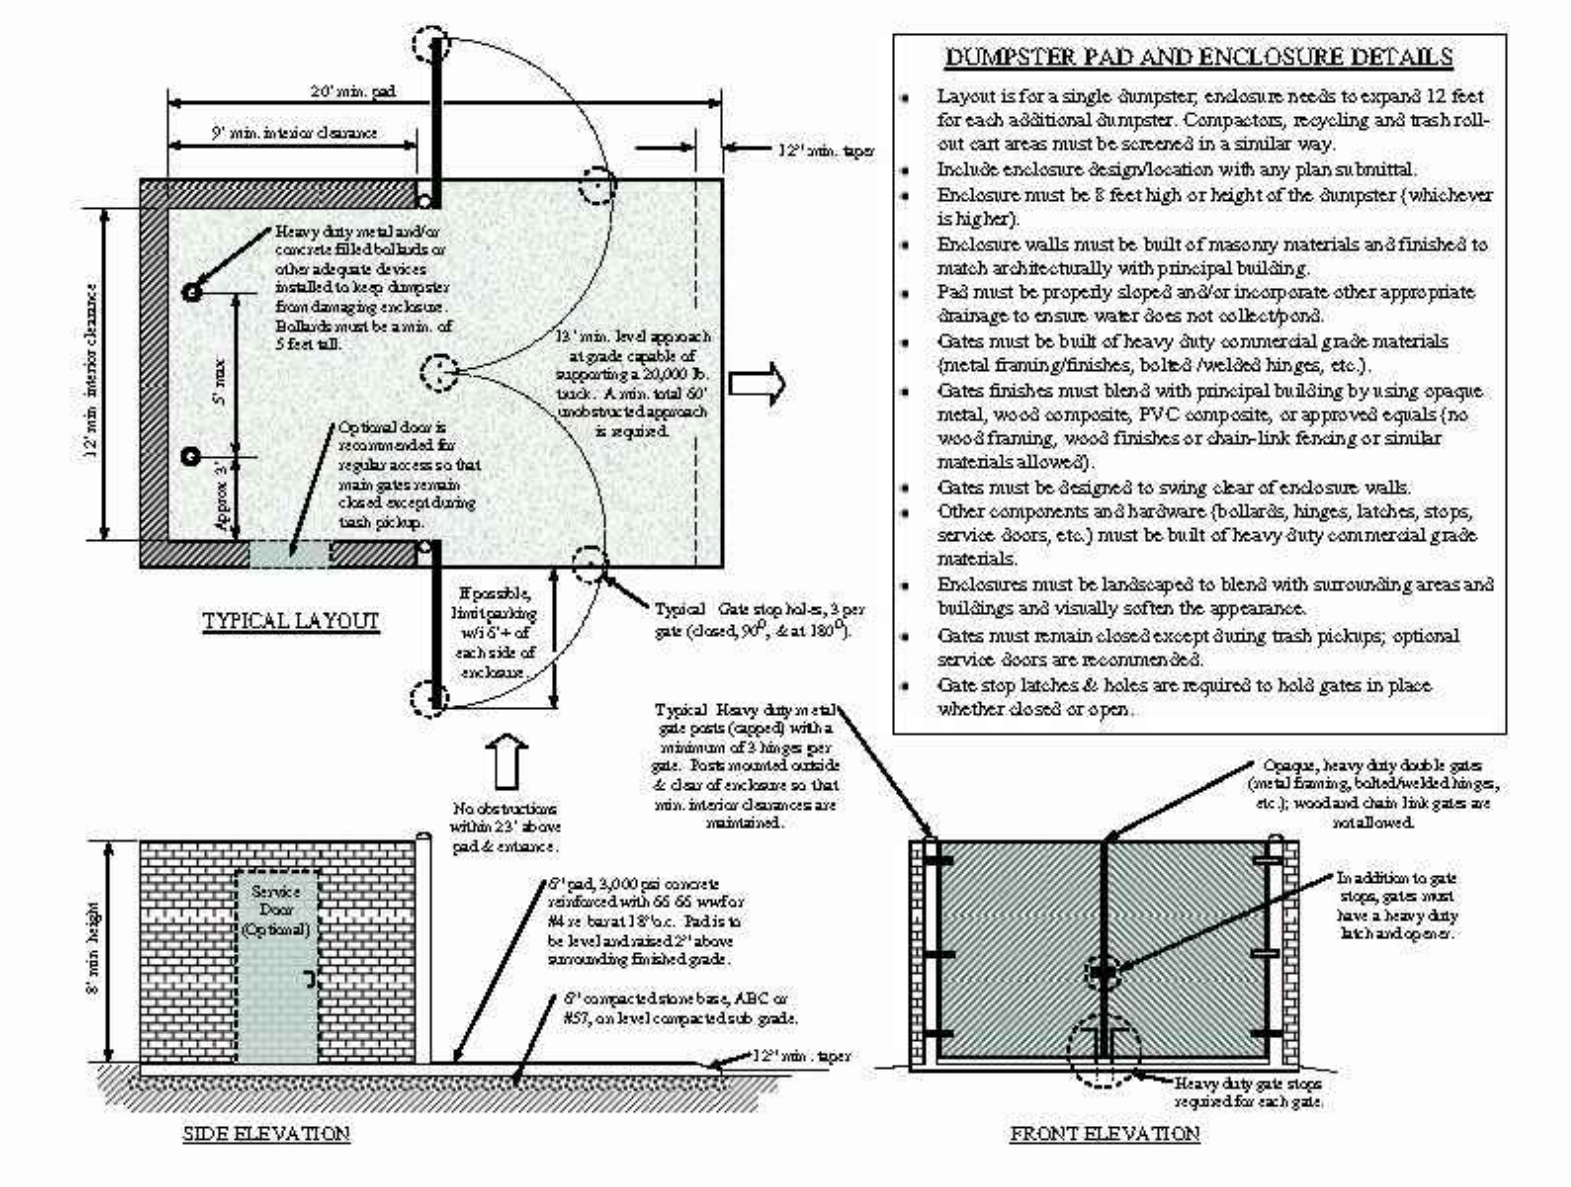 20' min. pad
9' min. interior clearance
12" min. taper
Heavy duty metal and/or
concrete filled bollards or
other adequate devices
installed to keep dumpster
from damaging enclosure.
Bollards must be a min. of
5 feet tall.
12' min. interior clearance
5' max
Approx 3'
13' min. level approach
at grade capable of
supporting a 20,000 lb.
truck. A min. total 60'
unobstructed approach
is required.
Optional door is
recommended for
regular access so that
main gates remain
closed except during
trash pickup.
TYPICAL LAYOUT
If possible,
limit parking
w/i 6'+ of
each side of
enclosure.
Typical Gate stop holes, 3 per
gate (closed, 90⁰, & at 180⁰).
No obstructions
within 23' above
pad & entrance.
DUMPSTER PAD AND ENCLOSURE DETAILS
• Layout is for a single dumpster; enclosure needs to expand 12 feet
for each additional dumpster. Compactors, recycling and trash roll-
out cart areas must be screened in a similar way.
• Include enclosure design/location with any plan submittal.
• Enclosure must be 8 feet high or height of the dumpster (whichever
is higher).
• Enclosure walls must be built of masonry materials and finished to
match architecturally with principal building.
• Pad must be properly sloped and/or incorporate other appropriate
drainage to ensure water does not collect/pond.
• Gates must be built of heavy duty commercial grade materials
(metal framing/finishes, bolted /welded hinges, etc.).
• Gates finishes must blend with principal building by using opaque
metal, wood composite, PVC composite, or approved equals (no
wood framing, wood finishes or chain-link fencing or similar
materials allowed).
• Gates must be designed to swing clear of enclosure walls.
• Other components and hardware (bollards, hinges, latches, stops,
service doors, etc.) must be built of heavy duty commercial grade
materials.
• Enclosures must be landscaped to blend with surrounding areas and
buildings and visually soften the appearance.
• Gates must remain closed except during trash pickups; optional
service doors are recommended.
• Gate stop latches & holes are required to hold gates in place
whether closed or open.
Typical Heavy duty metal
gate posts (capped) with a
minimum of 3 hinges per
gate. Posts mounted outside
& clear of enclosure so that
min. interior clearances are
maintained.
Opaque, heavy duty double gates
(metal framing, bolted/welded hinges,
etc.); wood and chain link gates are
not allowed.
In addition to gate
stops, gates must
have a heavy duty
latch and opener.
Heavy duty gate stops
required for each gate.
FRONT ELEVATION
8' min height
Service
Door
(Optional)
6" pad, 3,000 psi concrete
reinforced with 66 66 wwf or
#4 re bar at 18" o.c. Pad is to
be level and raised 2" above
surrounding finished grade.
6" compacted stone base, ABC or
#57, on level compacted sub grade.
12" min. taper
SIDE ELEVATION